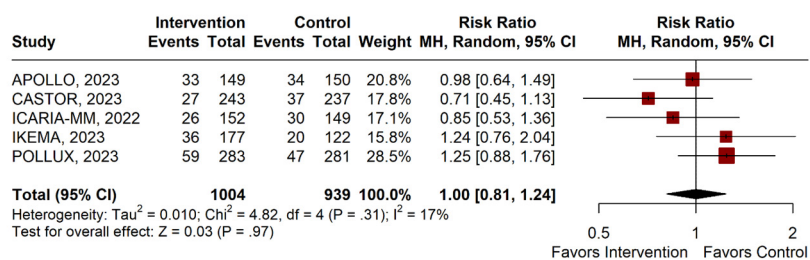 Intervention Control Risk Ratio Risk Ratio
Study Events Total Events Total Weight MH, Random, 95% CI MH, Random, 95% CI
APOLLO, 2023 33 149 34 150 20.8% 0.98 [0.64, 1.49]
CASTOR, 2023 27 243 37 237 17.8% 0.71 [0.45, 1.13]
ICARIA-MM, 2022 26 152 30 149 17.1% 0.85 [0.53, 1.36]
IKEMA, 2023 36 177 20 122 15.8% 1.24 [0.76, 2.04]
POLLUX, 2023 59 283 47 281 28.5% 1.25 [0.88, 1.76]
Total (95% CI) 1004 939 100.0% 1.00 [0.81, 1.24]
Heterogeneity: Tau² = 0.010; Chi² = 4.82, df = 4 (P = .31); I² = 17%
Test for overall effect: Z = 0.03 (P = .97)
0.5 1 2
Favors Intervention Favors Control